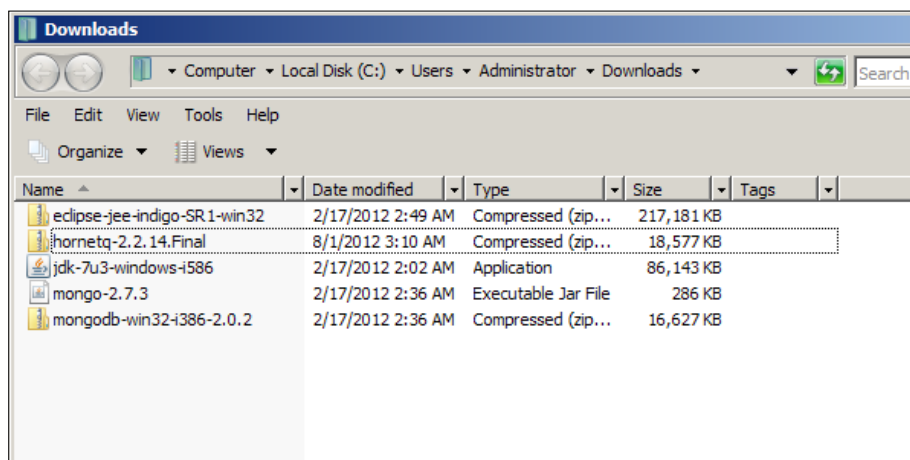 Downloads
Computer Local Disk (C:) Users Administrator Downloads Search
File Edit View Tools Help
Organize Views
Name Date modified Type Size Tags
eclipse-jee-indigo-SR1-win32 2/17/2012 2:49 AM Compressed (zip... 217,181 KB
hornetq-2.2.14.Final 8/1/2012 3:10 AM Compressed (zip... 18,577 KB
jdk-7u3-windows-i586 2/17/2012 2:02 AM Application 86,143 KB
mongo-2.7.3 2/17/2012 2:36 AM Executable Jar File 286 KB
mongodb-win32-i386-2.0.2 2/17/2012 2:36 AM Compressed (zip... 16,627 KB